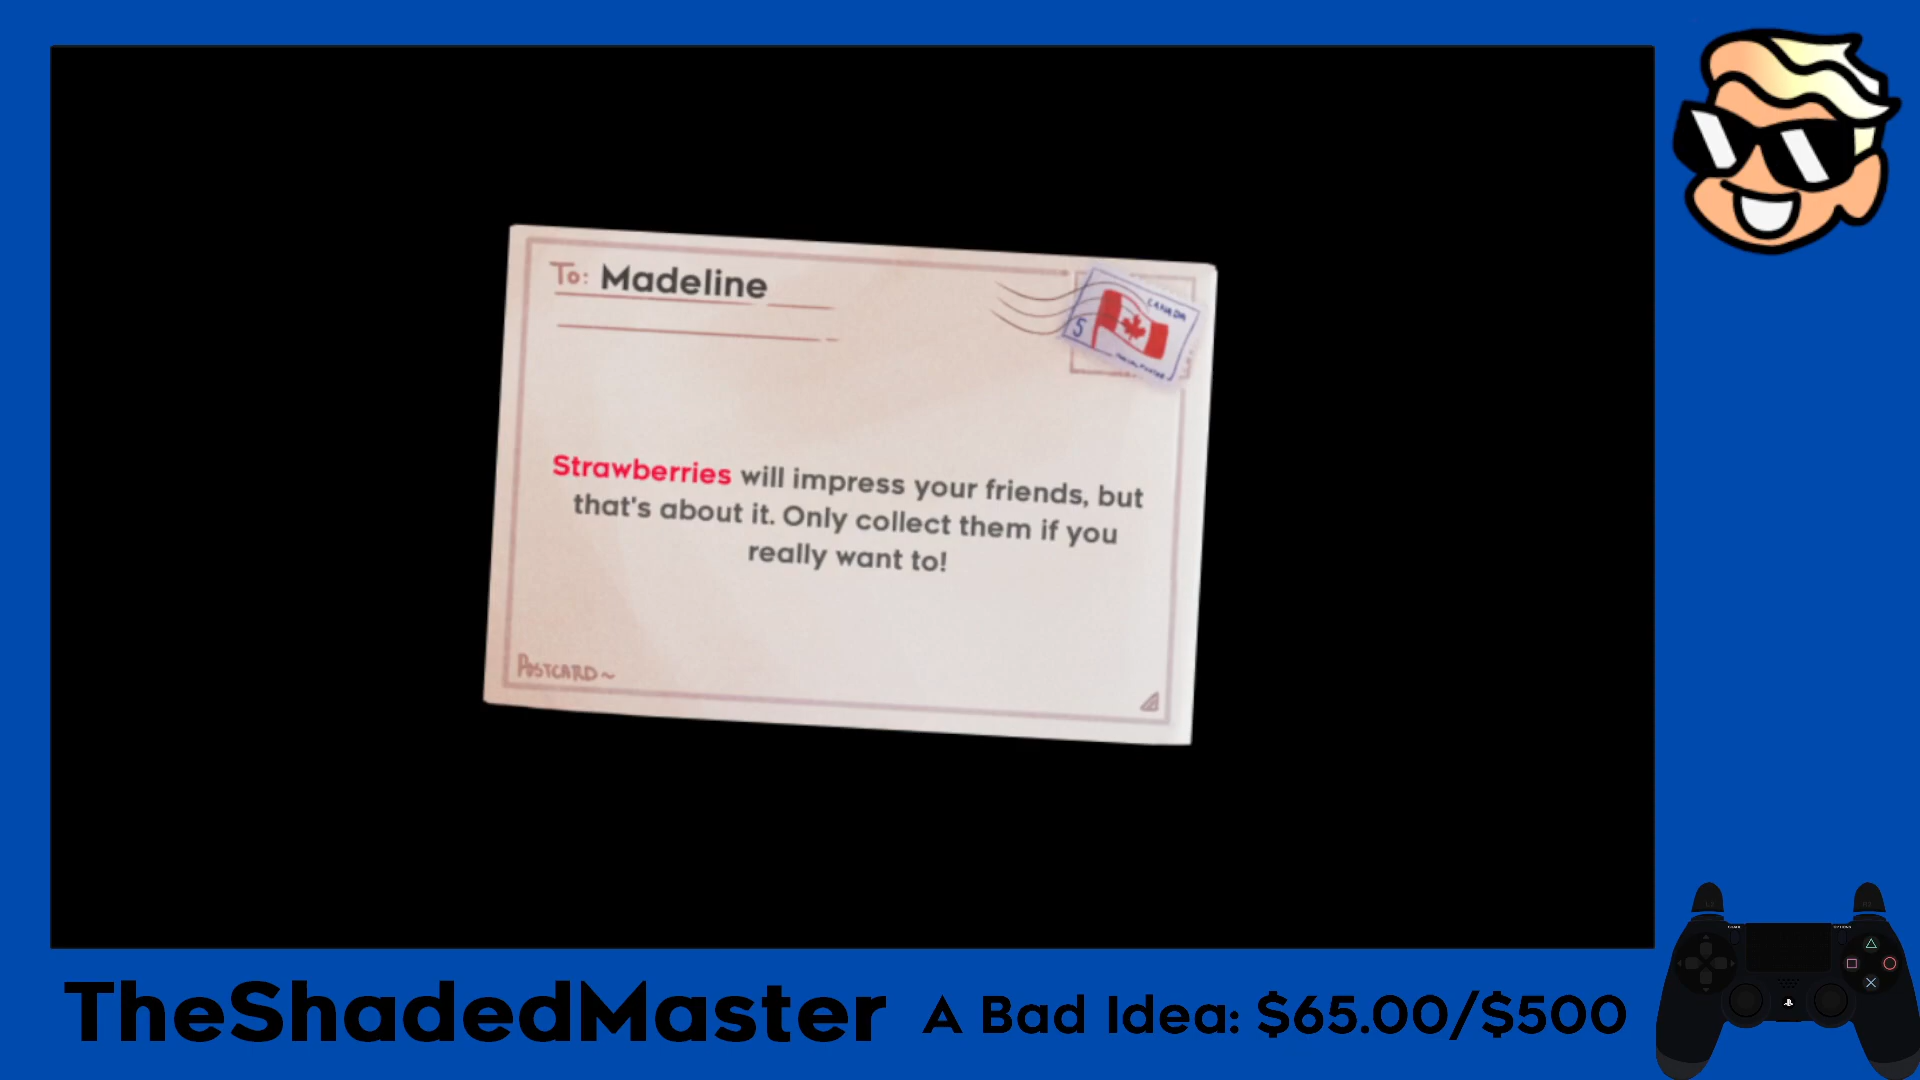 To: Madeline
CANADA
5
Strawberries will impress your friends, but
that's about it. Only collect them if you
really want to!
POSTCARD~
TheShadedMaster
A Bad Idea: $65.00/$500